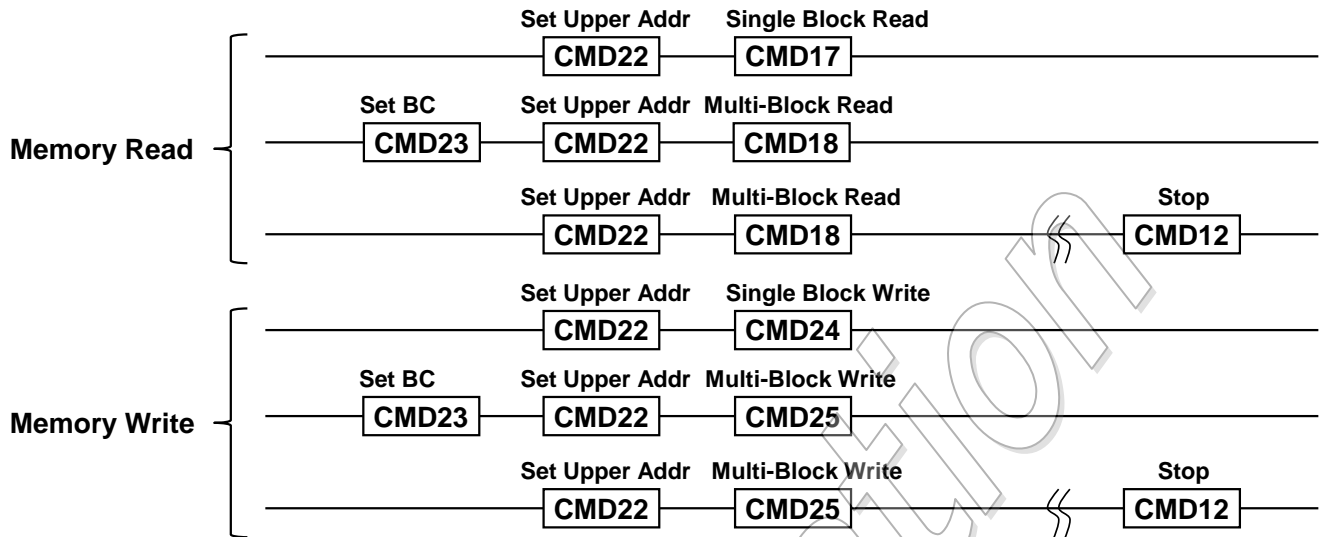 Set Upper Addr Single Block Read
CMD22 CMD17
Set BC Set Upper Addr Multi-Block Read
Memory Read CMD23 CMD22 CMD18
Set Upper Addr Multi-Block Read Stop
CMD22 CMD18 CMD12
Set Upper Addr Single Block Write
CMD22 CMD24
Set BC Set Upper Addr Multi-Block Write
Memory Write CMD23 CMD22 CMD25
Set Upper Addr Multi-Block Write Stop
CMD22 CMD25 CMD12
tion